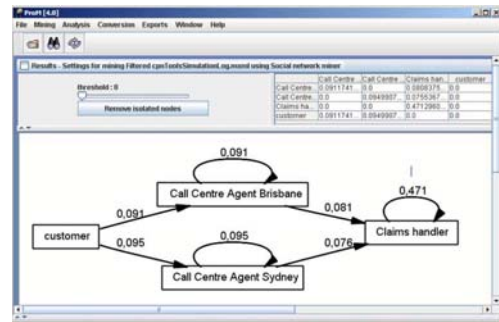 ProM [4.0]
File Mining Analysis Conversion Exports Window Help
Results - Settings for mining Filtered cpnToolsSimulationLog.mxml using Social network miner
threshold : 0
Remove isolated nodes
Call Centre... Call Centre... Claims han... customer
Call Centre... 0.0911741... 0.0 0.0808375... 0.0
Call Centre... 0.0 0.0949907... 0.0755367... 0.0
Claims ha... 0.0 0.0 0.4712960... 0.0
customer 0.0911741... 0.0949907... 0.0 0.0
0,091
Call Centre Agent Brisbane
0,091
0,081
0,471
customer
Claims handler
0,095
0,095
0,076
Call Centre Agent Sydney